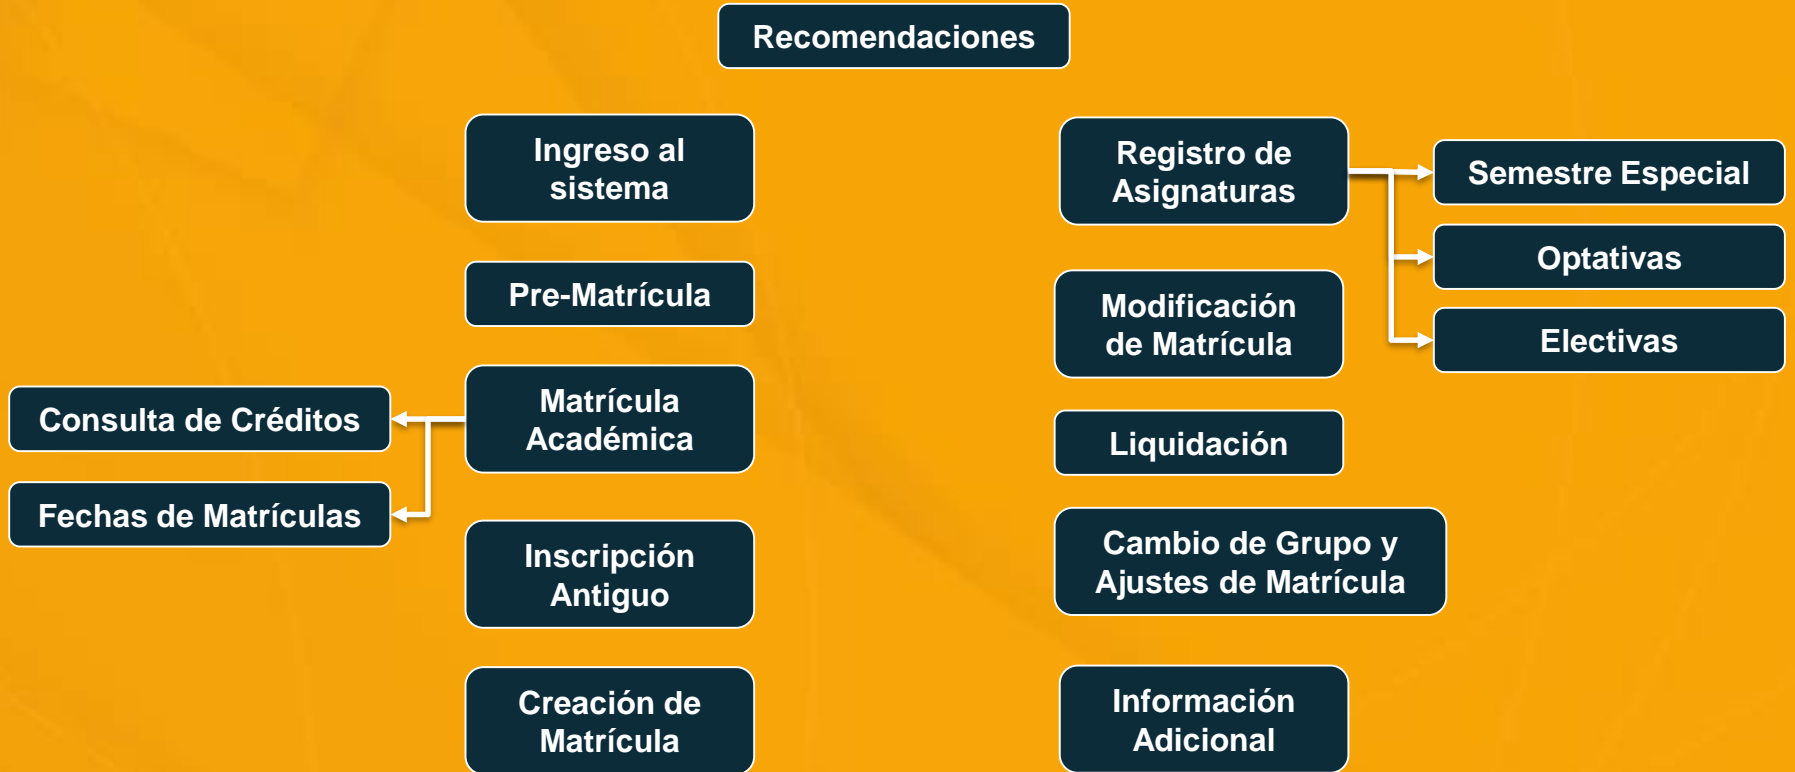 Recomendaciones
Ingreso al
sistema
Pre-Matrícula
Matrícula
Académica
Consulta de Créditos
Fechas de Matrículas
Inscripción
Antiguo
Creación de
Matrícula
Registro de
Asignaturas
Semestre Especial
Optativas
Electivas
Modificación
de Matrícula
Liquidación
Cambio de Grupo y
Ajustes de Matrícula
Información
Adicional